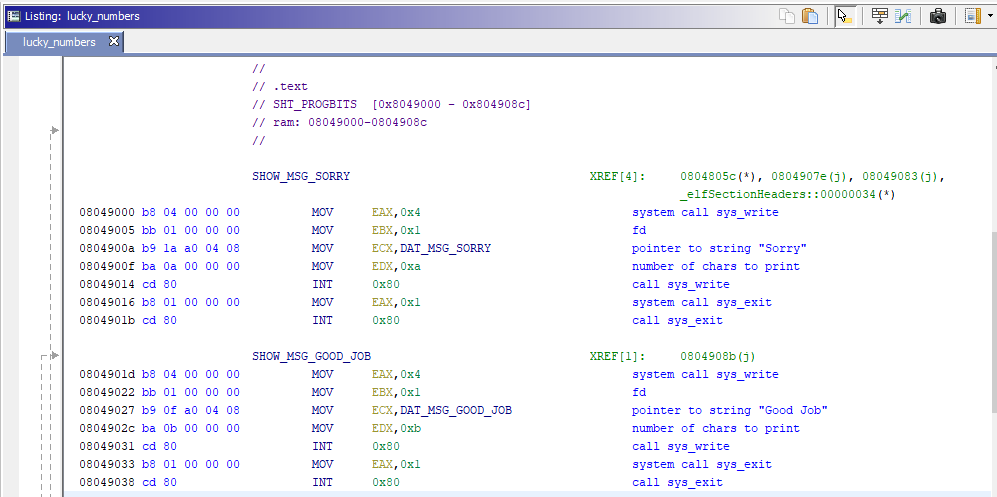 Listing: lucky_numbers
lucky_numbers
//
// .text
// SHT_PROGBITS [0x8049000 - 0x804908c]
// ram: 08049000-0804908c
//
SHOW_MSG_SORRY XREF[4]: 0804805c(*), 0804907e(j), 08049083(j),
_elfSectionHeaders::00000034(*)
08049000 b8 04 00 00 00 MOV EAX,0x4 system call sys_write
08049005 bb 01 00 00 00 MOV EBX,0x1 fd
0804900a b9 1a a0 04 08 MOV ECX,DAT_MSG_SORRY pointer to string "Sorry"
0804900f ba 0a 00 00 00 MOV EDX,0xa number of chars to print
08049014 cd 80 INT 0x80 call sys_write
08049016 b8 01 00 00 00 MOV EAX,0x1 system call sys_exit
0804901b cd 80 INT 0x80 call sys_exit
SHOW_MSG_GOOD_JOB XREF[1]: 0804908b(j)
0804901d b8 04 00 00 00 MOV EAX,0x4 system call sys_write
08049022 bb 01 00 00 00 MOV EBX,0x1 fd
08049027 b9 0f a0 04 08 MOV ECX,DAT_MSG_GOOD_JOB pointer to string "Good Job"
0804902c ba 0b 00 00 00 MOV EDX,0xb number of chars to print
08049031 cd 80 INT 0x80 call sys_write
08049033 b8 01 00 00 00 MOV EAX,0x1 system call sys_exit
08049038 cd 80 INT 0x80 call sys_exit